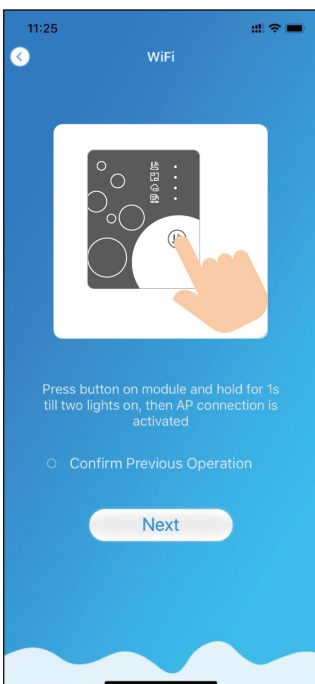 11:25
WiFi
Press button on module and hold for 1s
till two lights on, then AP connection is
activated
Confirm Previous Operation
Next